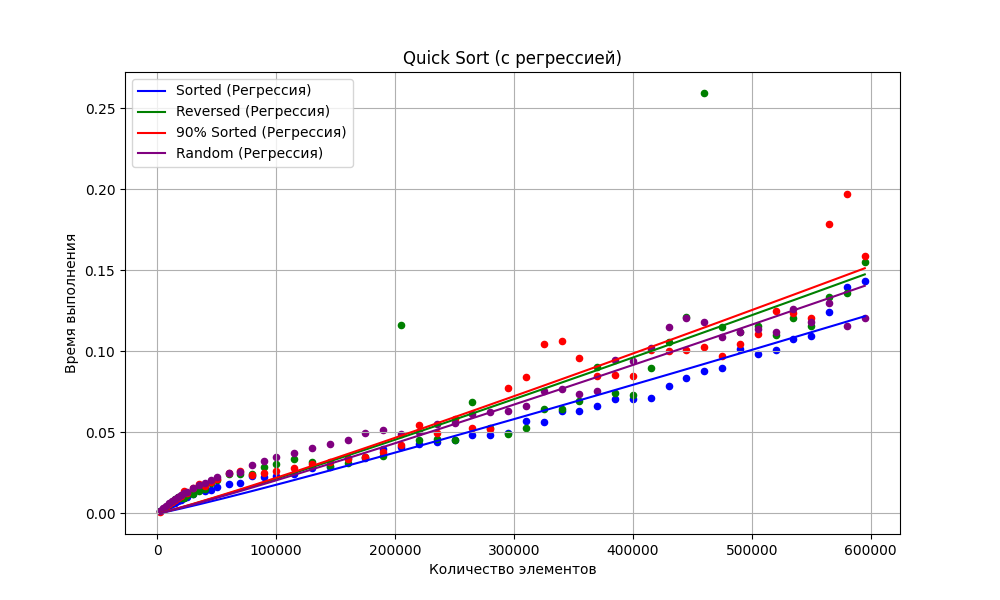 Quick Sort (с регрессией)
Sorted (Регрессия)
Reversed (Регрессия)
90% Sorted (Регрессия)
Random (Регрессия)
Время выполнения
0.25
0.20
0.15
0.10
0.05
0.00
0 100000 200000 300000 400000 500000 600000
Количество элементов